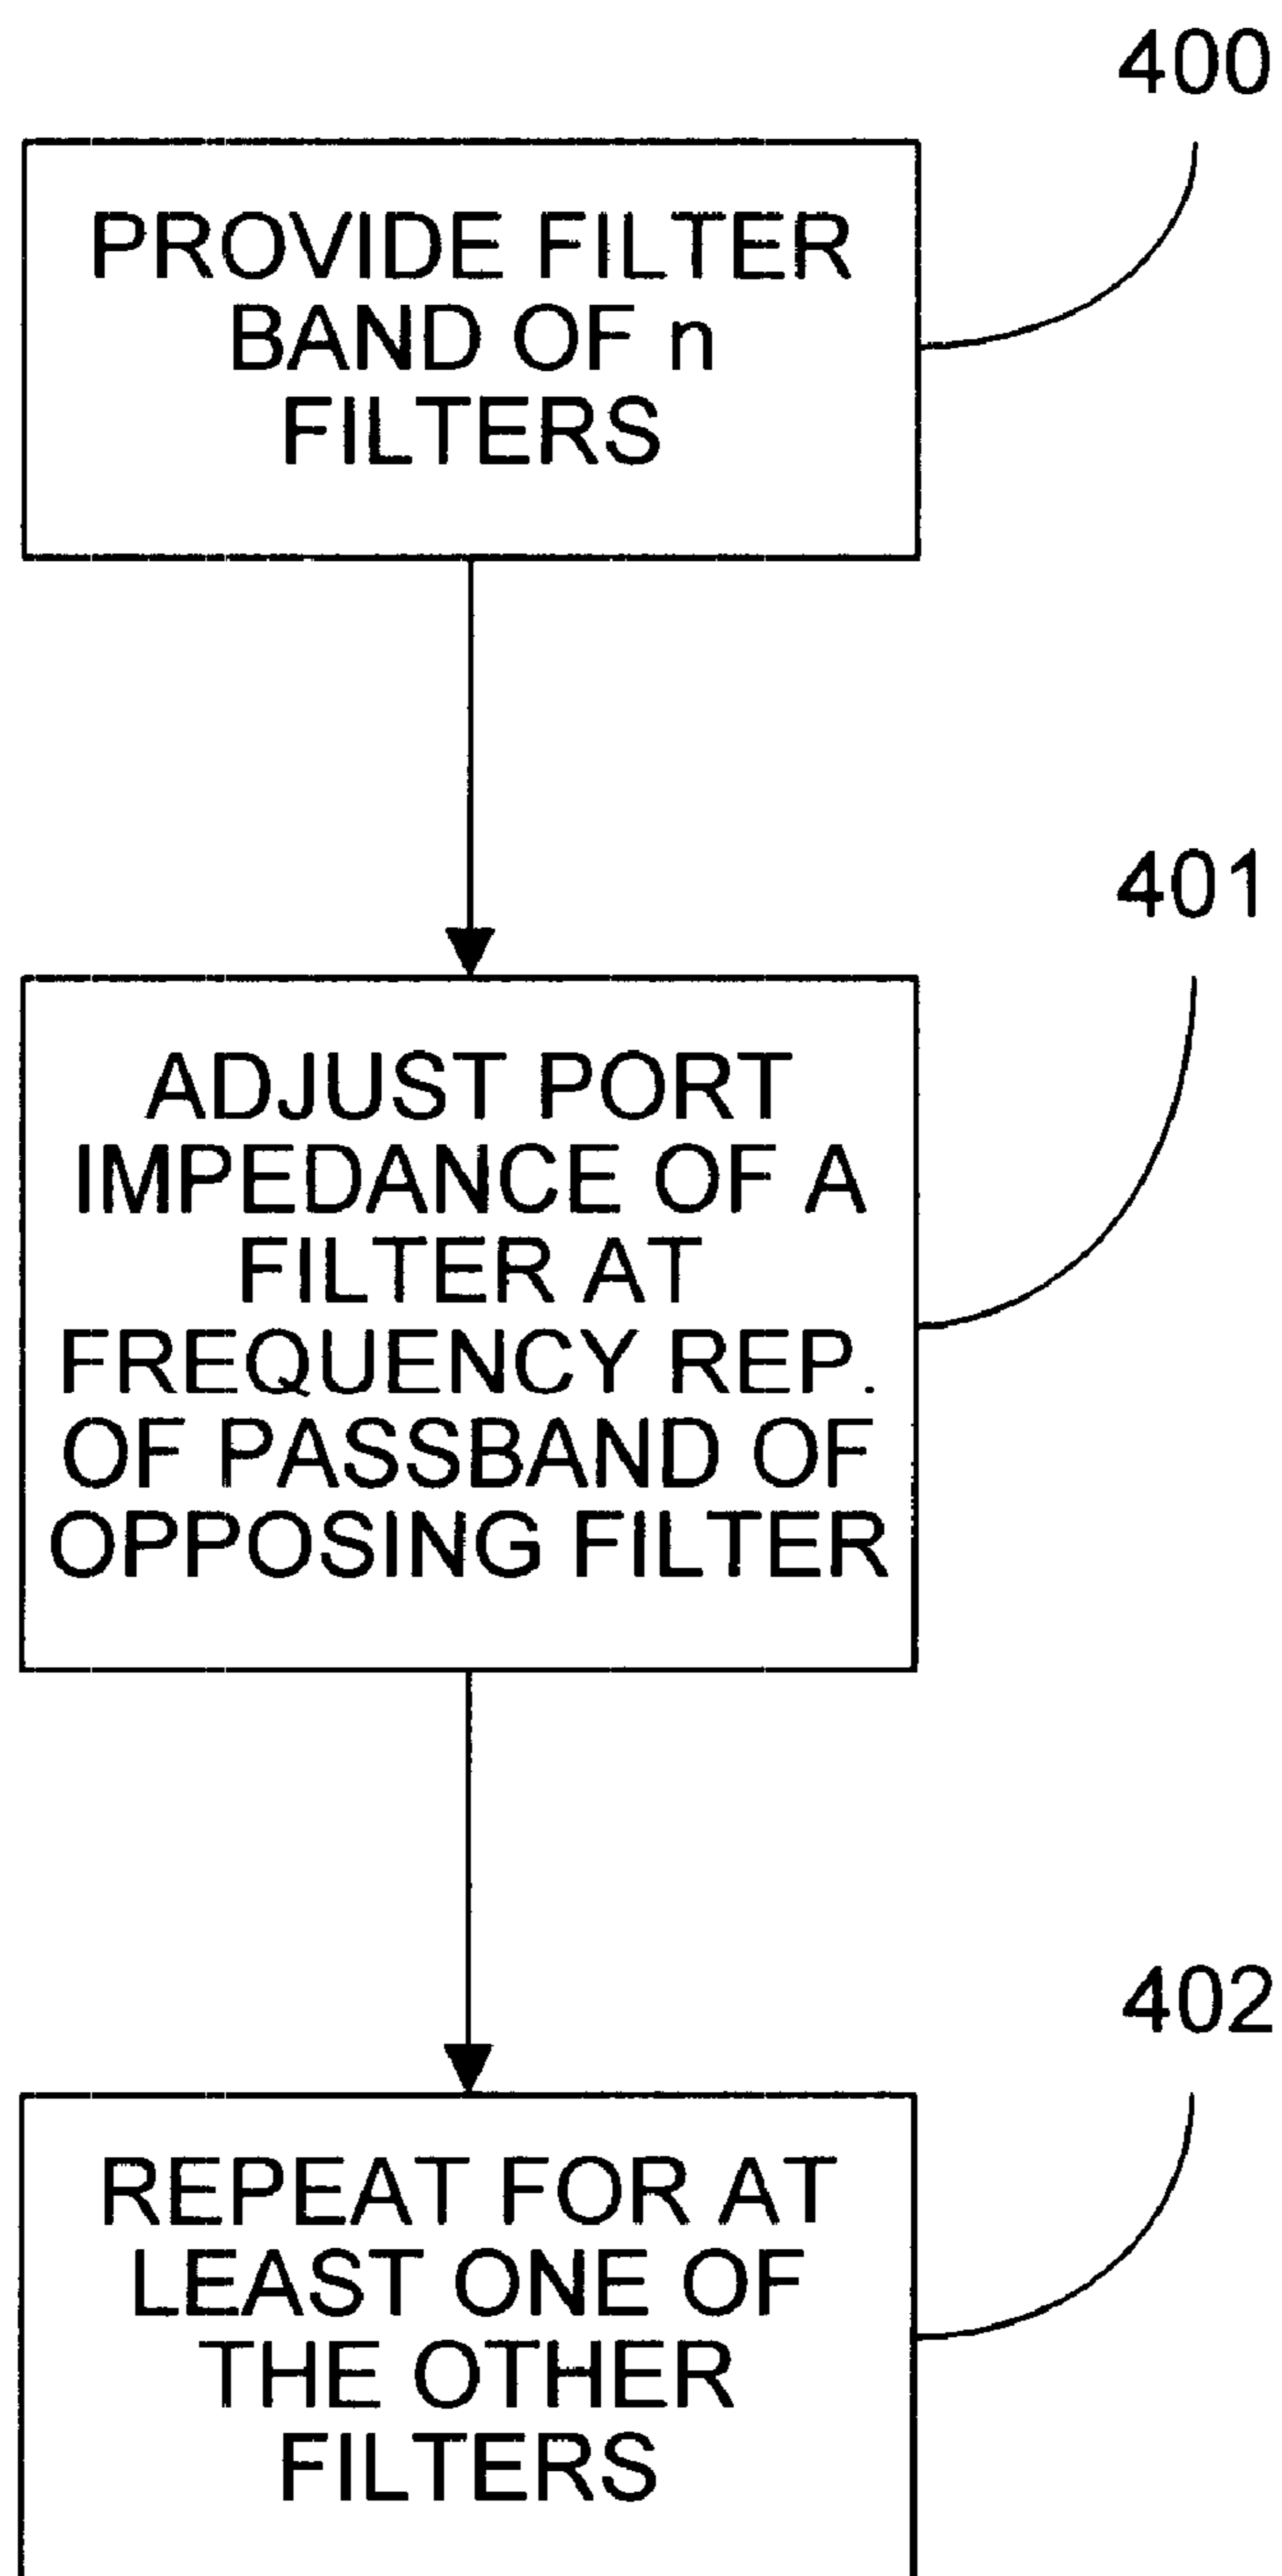 400
PROVIDE FILTER
BAND OF n
FILTERS
401
ADJUST PORT
IMPEDANCE OF A
FILTER AT
FREQUENCY REP.
OF PASSBAND OF
OPPOSING FILTER
402
REPEAT FOR AT
LEAST ONE OF
THE OTHER
FILTERS